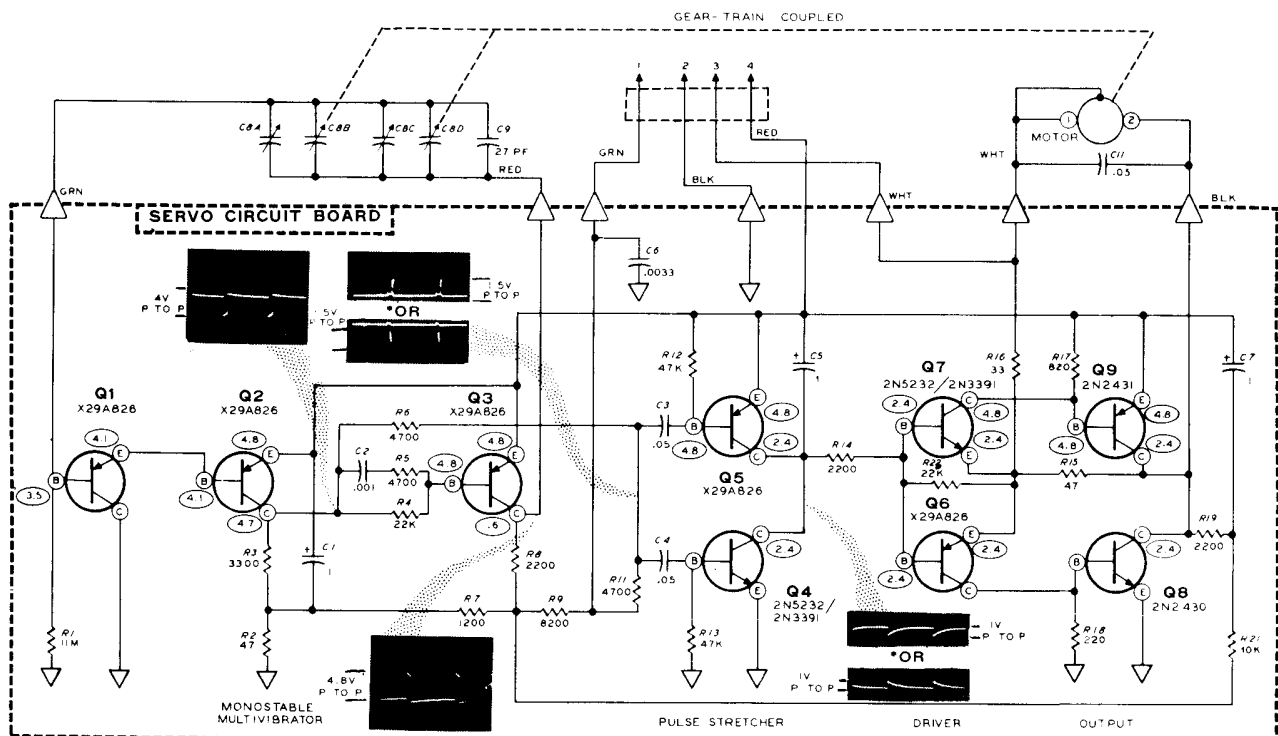 GEAR-TRAIN COUPLED
1 2 3 4
C8A
C8B
C8C
C8D
C9
27 PF
RED
GRN
GRN
BLK
RED
WHT
WHT
1 MOTOR 2
C11
.05
BLK
SERVO CIRCUIT BOARD
4V
P TO P
5V
P TO P
*OR
5V
P TO P
C6
.0033
Q1
X29A826
4.1
E
B
3.5
C
R1
11M
Q2
X29A826
4.8
E
B
4.1
4.7
C
R3
3300
R2
47
C1
+
1
R6
4700
C2
.001
R5
4700
R4
22K
Q3
X29A826
4.8
E
4.8
B
.6
C
R8
2200
R7
1200
R9
8200
R11
4700
4.8V
P TO P
MONOSTABLE
MULTIVIBRATOR
R12
47K
C3
.05
B
4.8
E
4.8
2.4
C
Q5
X29A826
+
C5
1
C4
.05
B
C
2.4
E
Q4
2N5232/
2N3391
R13
47K
PULSE STRETCHER
R14
2200
Q7
2N5232/2N3391
2.4
B
C
4.8
2.4
E
22K
Q6
X29A826
B
2.4
E
2.4
C
1V
P TO P
*OR
1V
P TO P
DRIVER
R16
33
R17
820
R15
47
Q9
2N2431
B
E
4.8
2.4
C
B
C
2.4
E
Q8
2N2430
R18
220
R19
2200
+
C7
1
R21
10K
OUTPUT